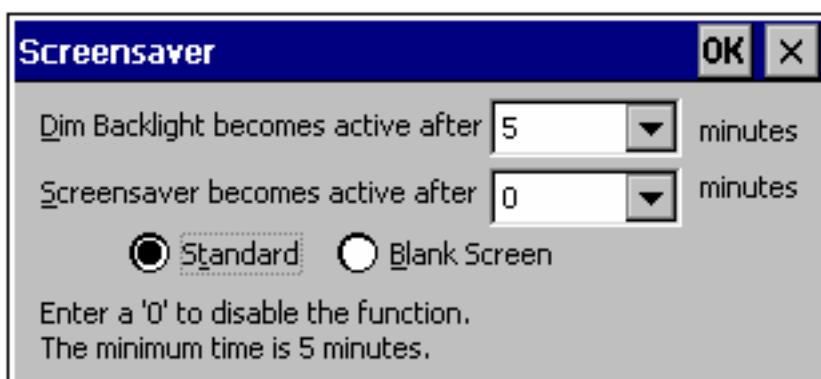 Screensaver OK ×
Dim Backlight becomes active after 5 minutes
Screensaver becomes active after 0 minutes
Standard Blank Screen
Enter a '0' to disable the function.
The minimum time is 5 minutes.